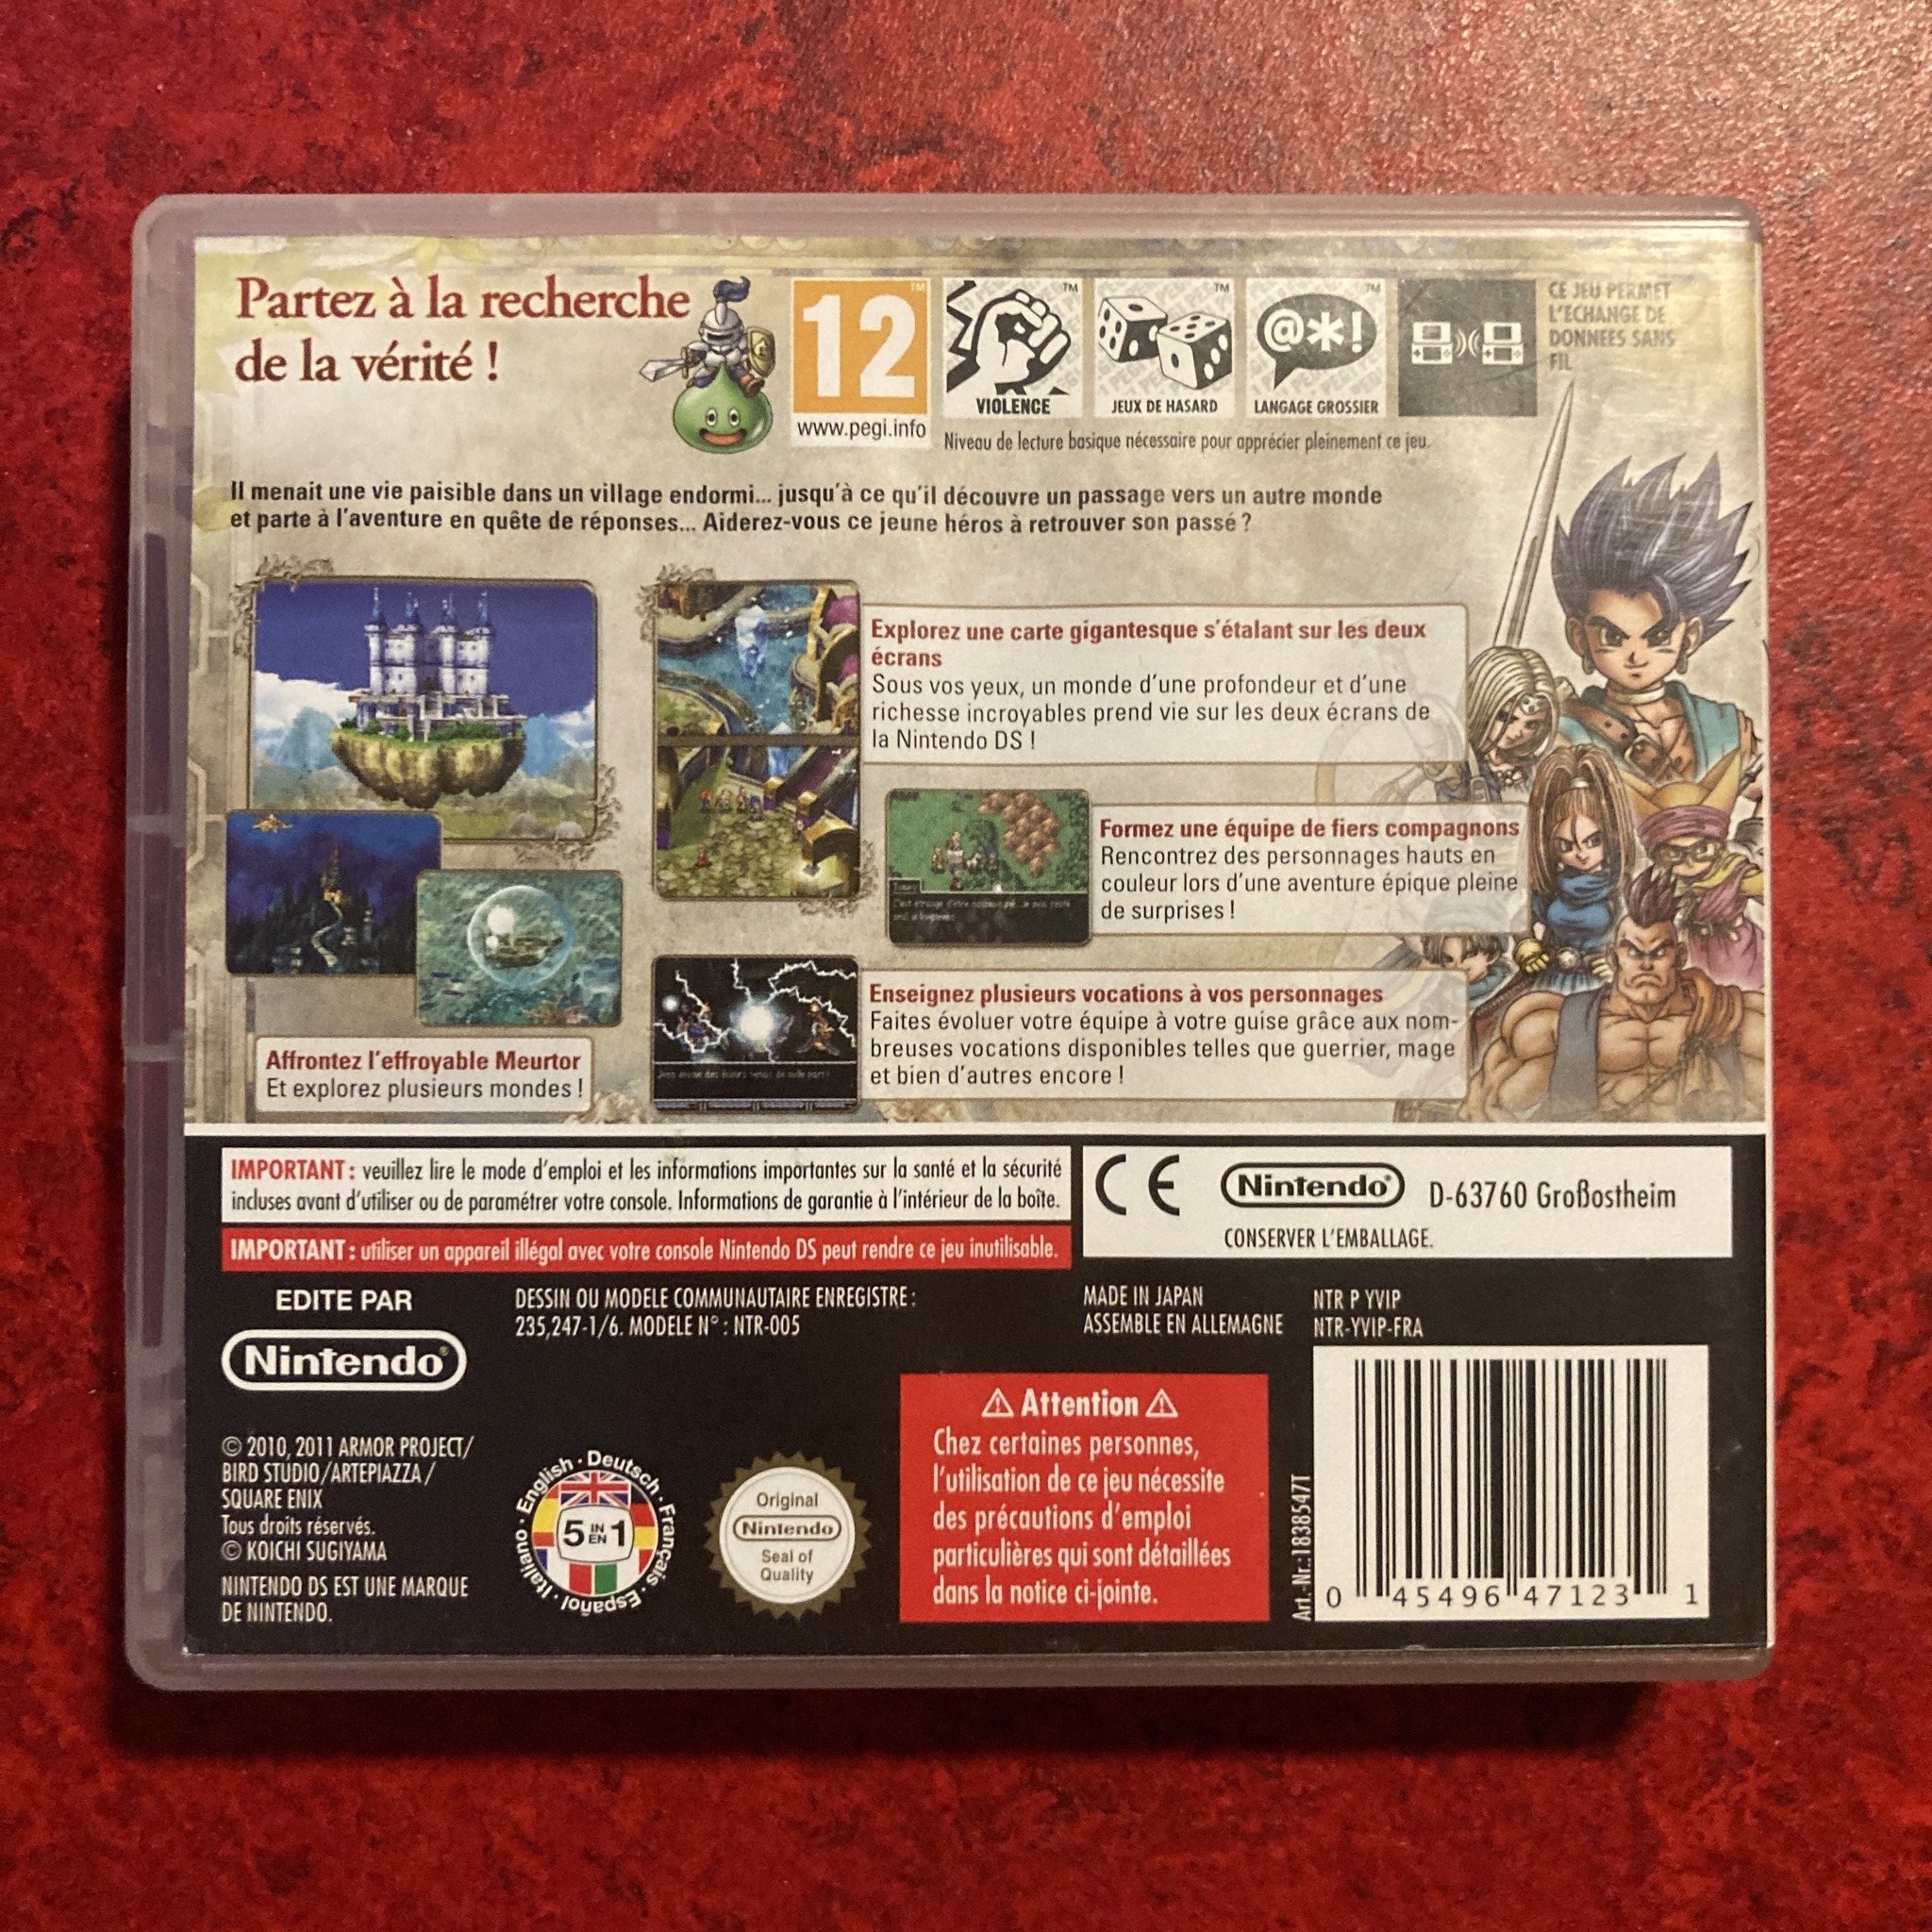 Partez à la recherche
de la vérité !
12
www.pegi.info
VIOLENCE
JEUX DE HASARD
@*!
LANGAGE GROSSIER
CE JEU PERMET
L'ECHANGE DE
DONNEES SANS
FIL
Niveau de lecture basique nécessaire pour apprécier pleinement ce jeu.
Il menait une vie paisible dans un village endormi... jusqu'à ce qu'il découvre un passage vers un autre monde
et parte à l'aventure en quête de réponses... Aiderez-vous ce jeune héros à retrouver son passé ?
Explorez une carte gigantesque s'étalant sur les deux
écrans
Sous vos yeux, un monde d'une profondeur et d'une
richesse incroyables prend vie sur les deux écrans de
la Nintendo DS !
Formez une équipe de fiers compagnons
Rencontrez des personnages hauts en
couleur lors d'une aventure épique pleine
de surprises !
Enseignez plusieurs vocations à vos personnages
Faites évoluer votre équipe à votre guise grâce aux nom-
breuses vocations disponibles telles que guerrier, mage
et bien d'autres encore !
Affrontez l'effroyable Meurtor
Et explorez plusieurs mondes !
IMPORTANT : veuillez lire le mode d'emploi et les informations importantes sur la santé et la sécurité
incluses avant d'utiliser ou de paramétrer votre console. Informations de garantie à l'intérieur de la boîte.
IMPORTANT : utiliser un appareil illégal avec votre console Nintendo DS peut rendre ce jeu inutilisable.
CE
Nintendo
D-63760 Großostheim
CONSERVER L'EMBALLAGE.
EDITE PAR
Nintendo
DESSIN OU MODELE COMMUNAUTAIRE ENREGISTRE :
235,247-1/6. MODELE N° : NTR-005
MADE IN JAPAN
ASSEMBLE EN ALLEMAGNE
NTR P YVIP
NTR-YVIP-FRA
© 2010, 2011 ARMOR PROJECT/
BIRD STUDIO/ARTEPIAZZA/
SQUARE ENIX
Tous droits réservés.
© KOICHI SUGIYAMA
NINTENDO DS EST UNE MARQUE
DE NINTENDO.
English · Deutsch · Français · Español · Italiano ·
5 IN EN 1
Original
Nintendo
Seal of
Quality
Attention
Chez certaines personnes,
l'utilisation de ce jeu nécessite
des précautions d'emploi
particulières qui sont détaillées
dans la notice ci-jointe.
Art.-Nr.:1838547T
0 45496 47123 1